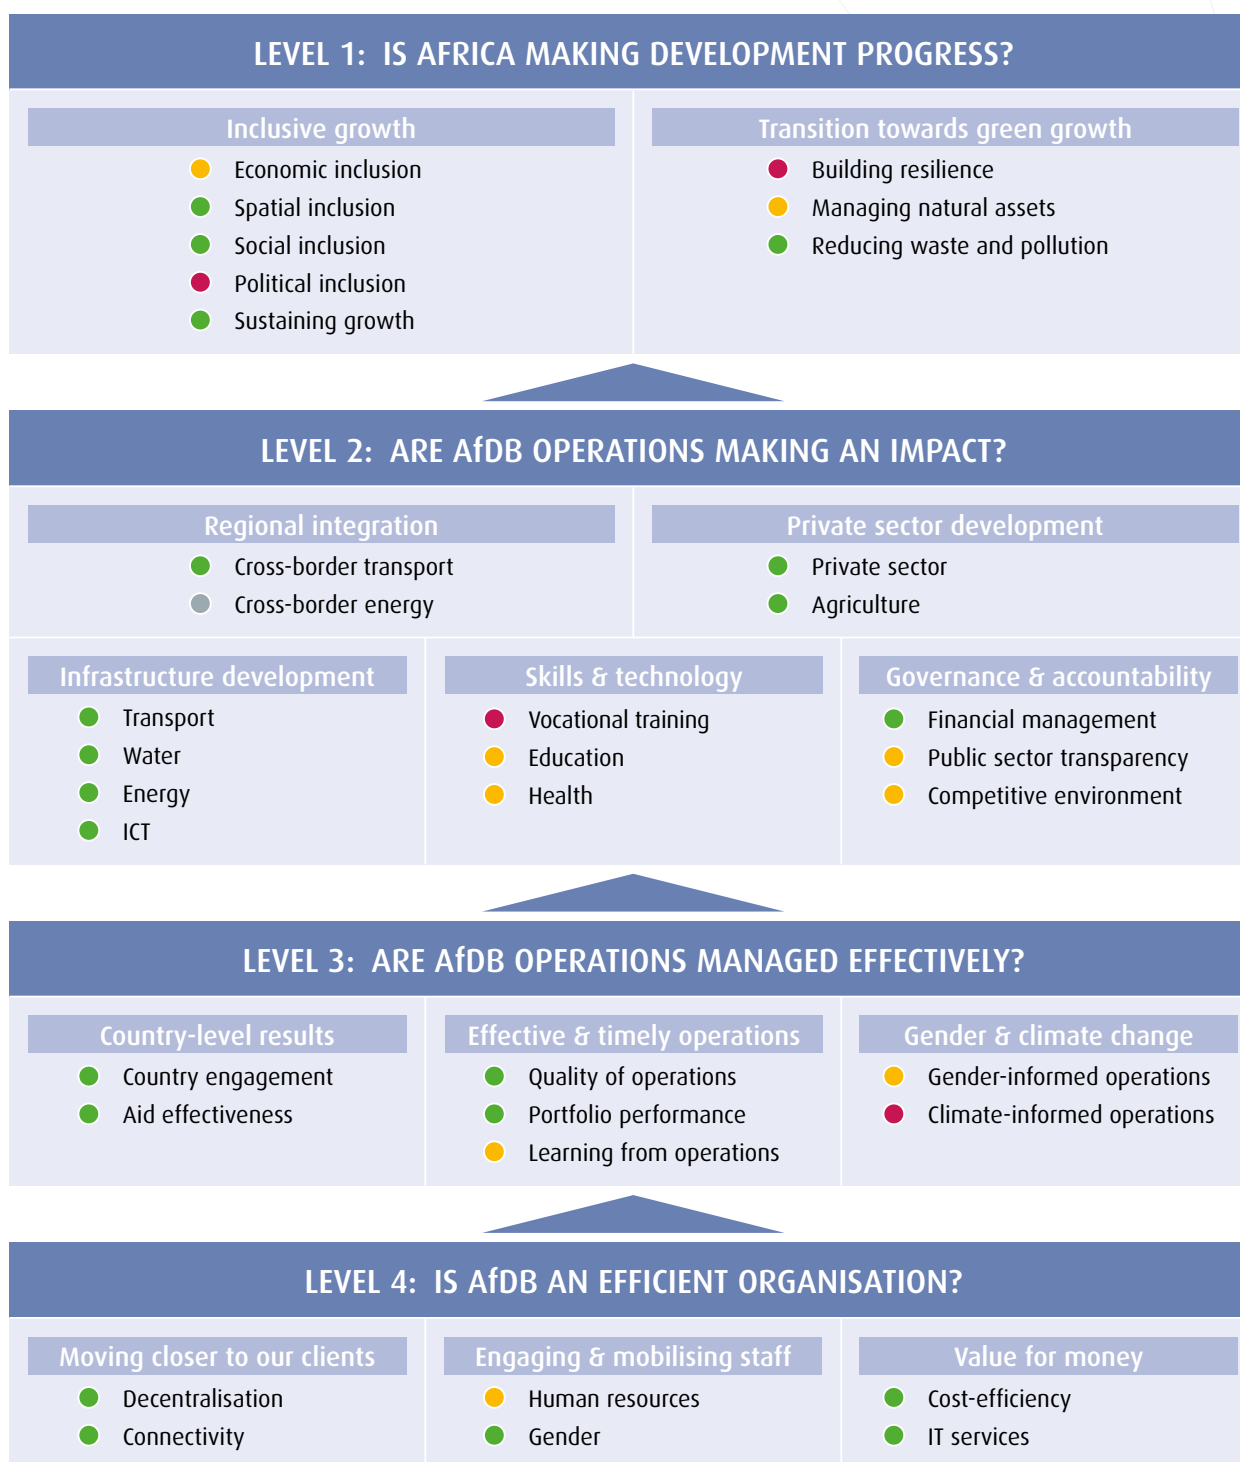 LEVEL 1: IS AFRICA MAKING DEVELOPMENT PROGRESS?
Inclusive growth
Economic inclusion
Spatial inclusion
Social inclusion
Political inclusion
Sustaining growth
Transition towards green growth
Building resilience
Managing natural assets
Reducing waste and pollution
LEVEL 2: ARE AfDB OPERATIONS MAKING AN IMPACT?
Regional integration
Cross-border transport
Cross-border energy
Private sector development
Private sector
Agriculture
Infrastructure development
Transport
Water
Energy
ICT
Skills & technology
Vocational training
Education
Health
Governance & accountability
Financial management
Public sector transparency
Competitive environment
LEVEL 3: ARE AfDB OPERATIONS MANAGED EFFECTIVELY?
Country-level results
Country engagement
Aid effectiveness
Effective & timely operations
Quality of operations
Portfolio performance
Learning from operations
Gender & climate change
Gender-informed operations
Climate-informed operations
LEVEL 4: IS AfDB AN EFFICIENT ORGANISATION?
Moving closer to our clients
Decentralisation
Connectivity
Engaging & mobilising staff
Human resources
Gender
Value for money
Cost-efficiency
IT services